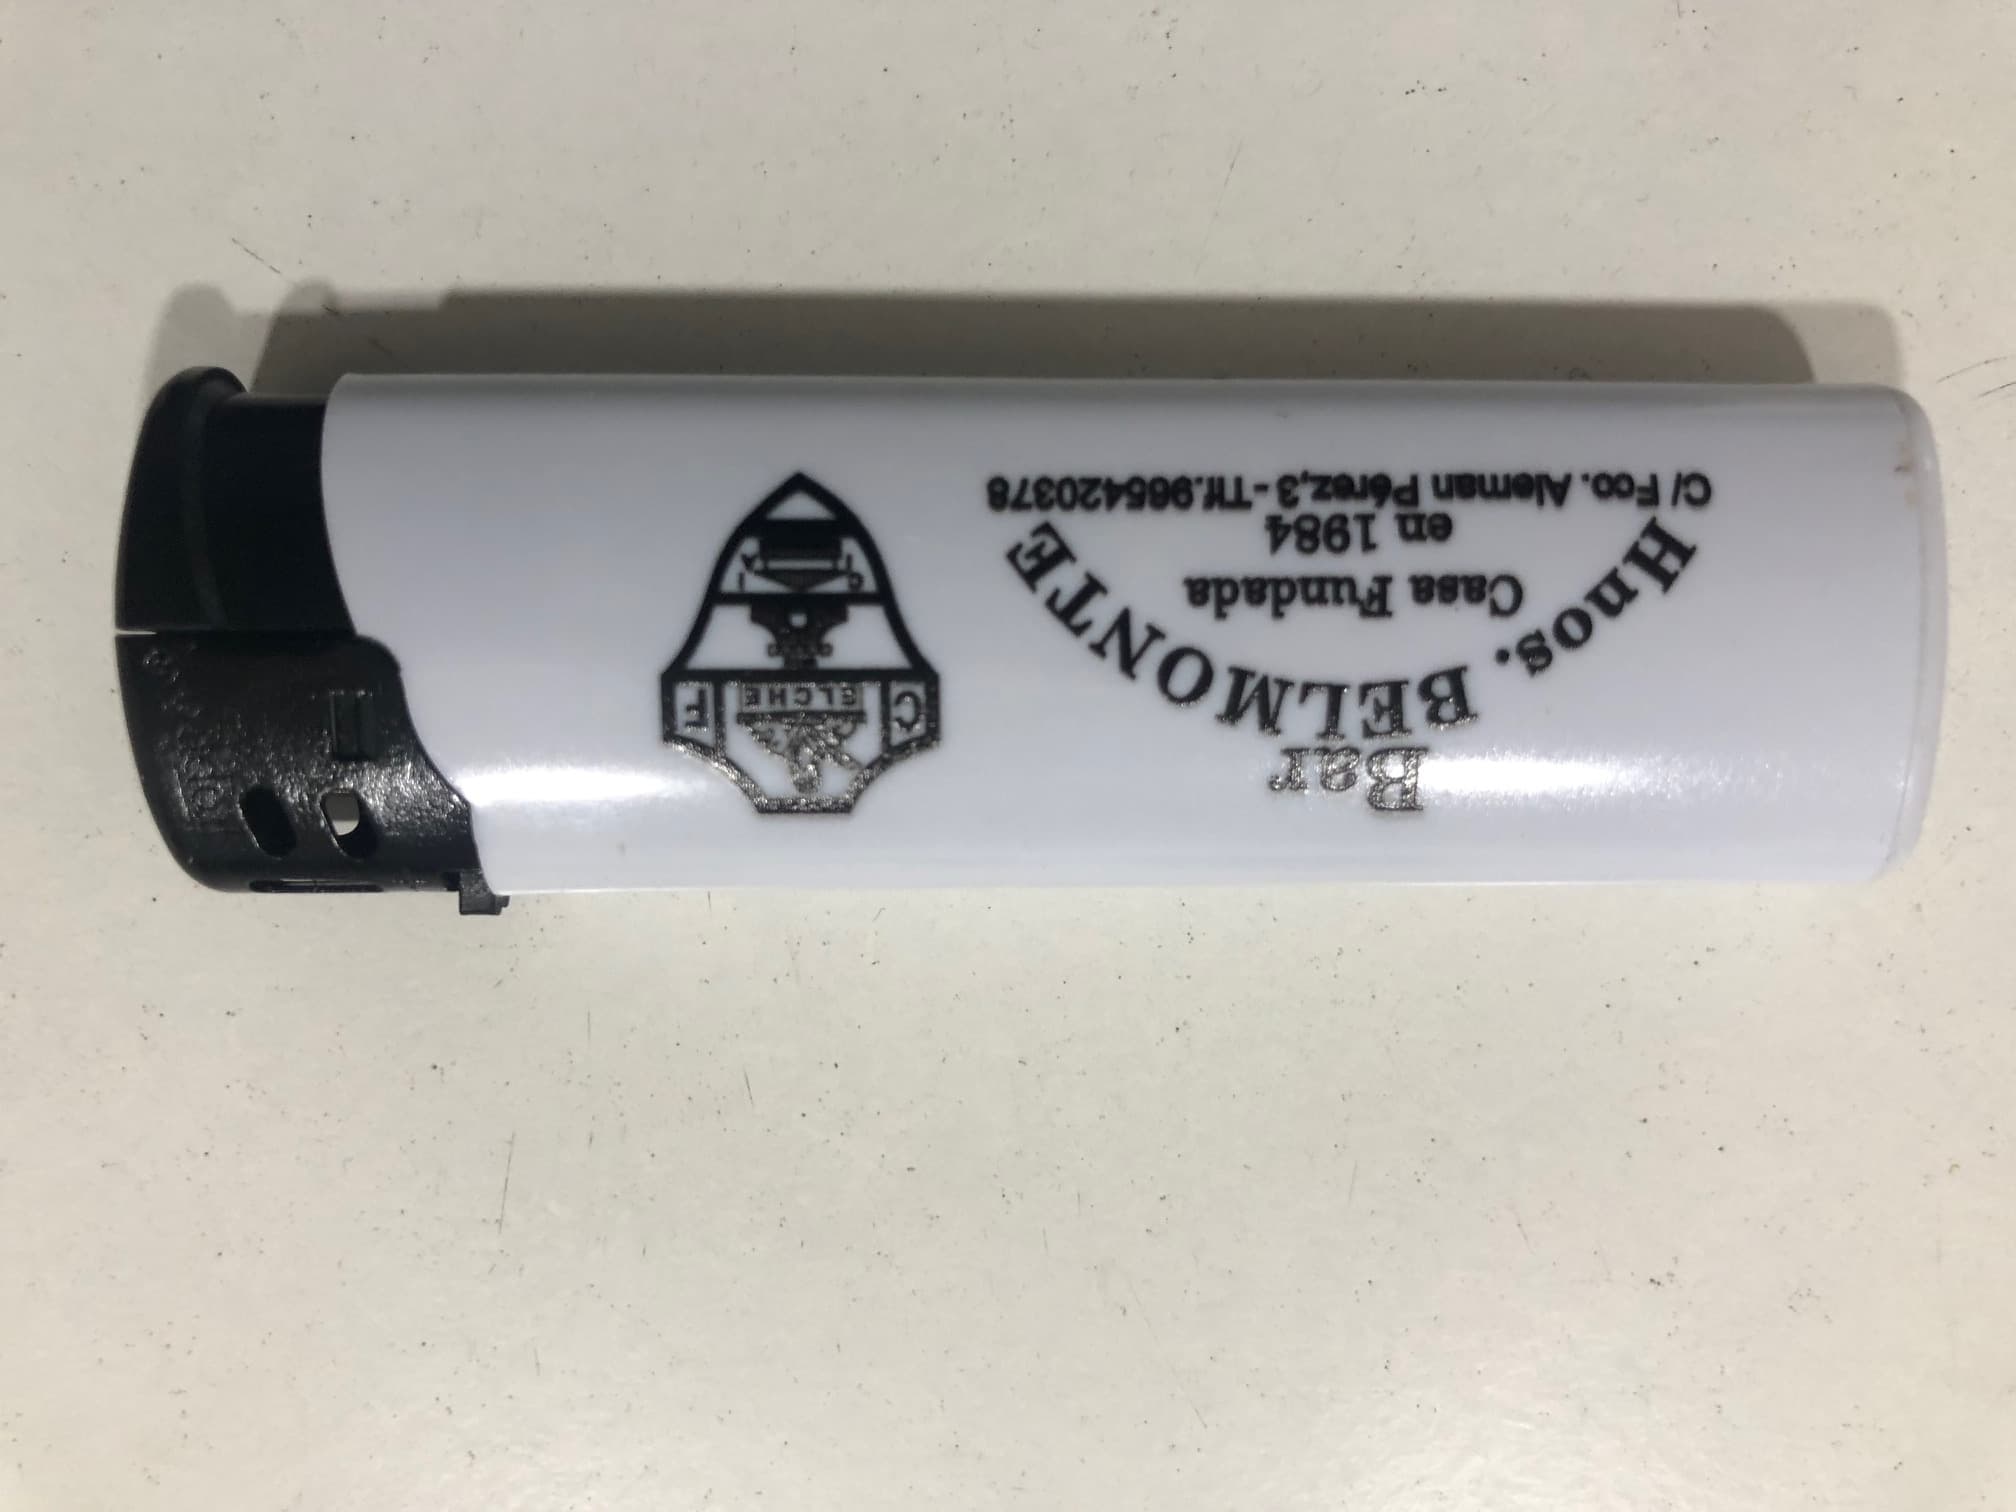 Bar
Hnos. BELMONTE
Casa Fundada
en 1984
C/ Fco. Aleman Pérez,3 - Tlf.965420378
C ELCHE F